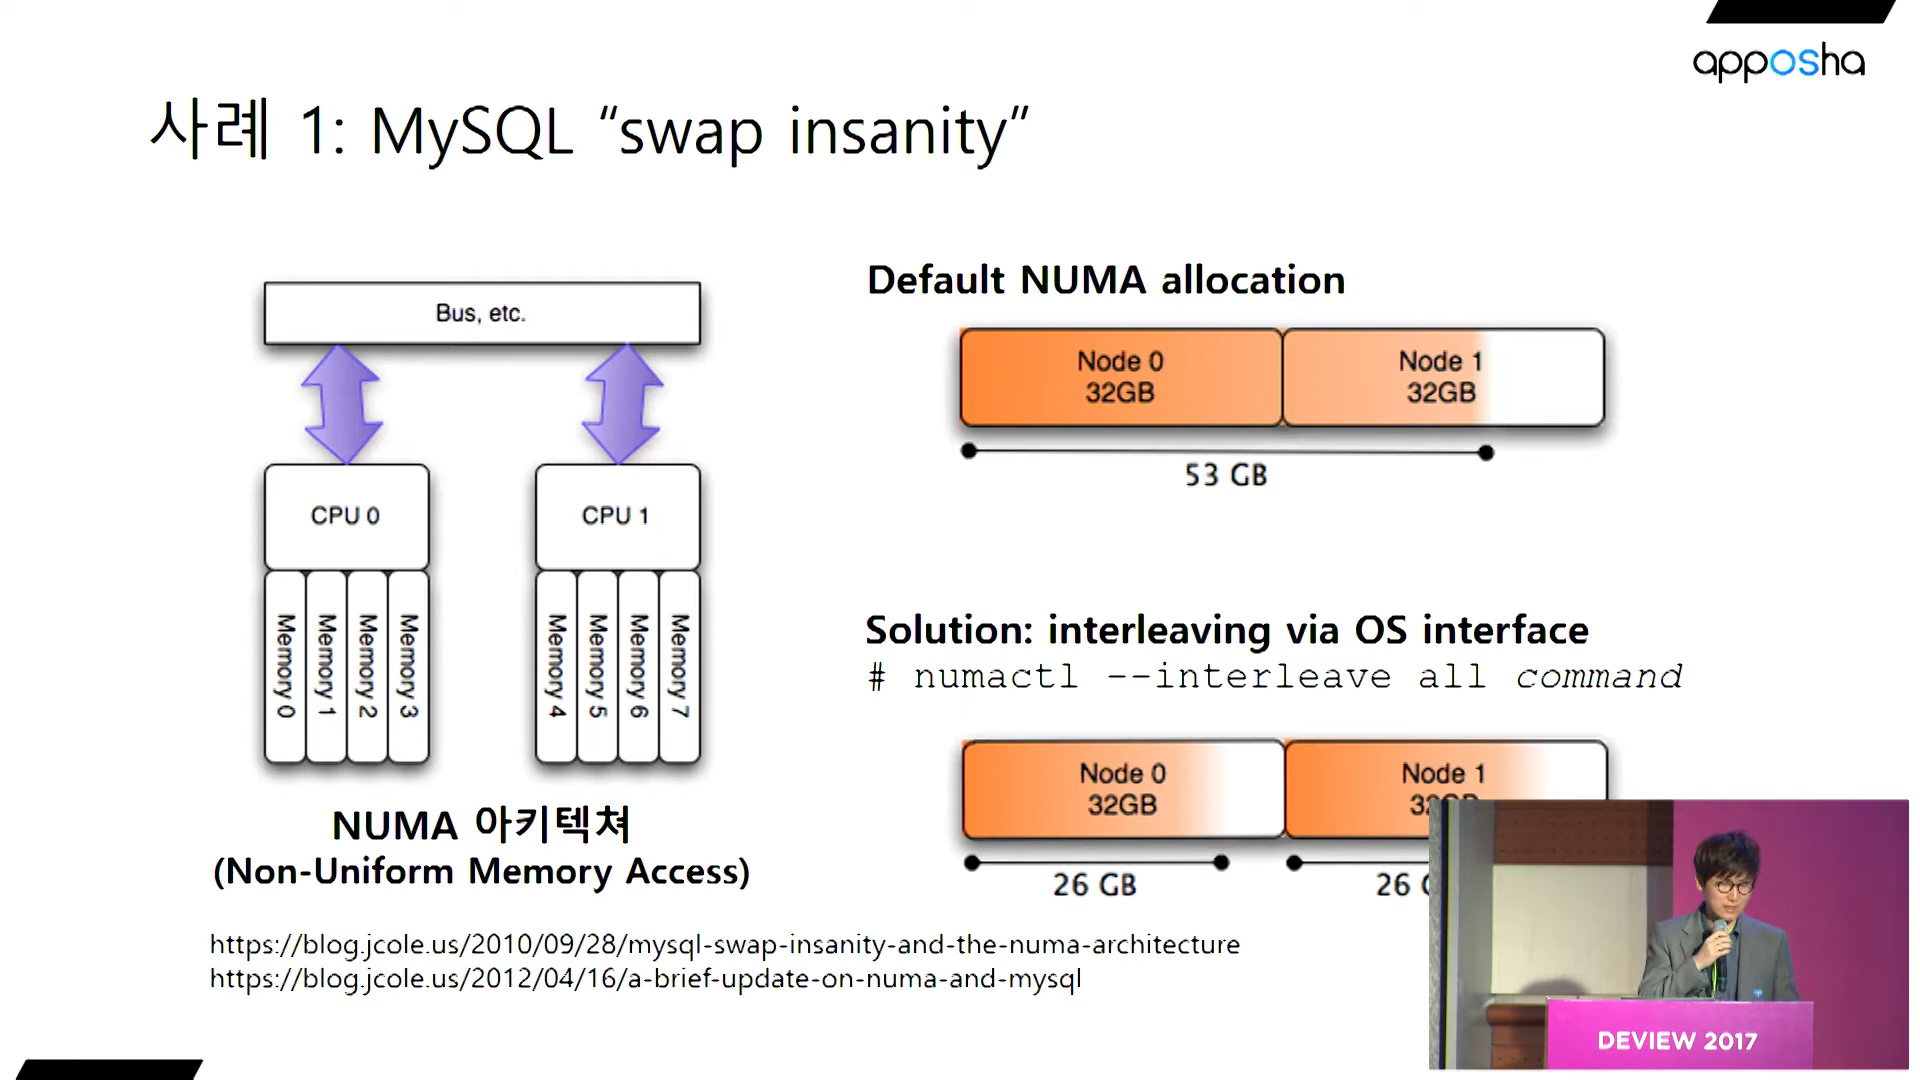 apposha
사례 1: MySQL “swap insanity”
Bus, etc.
CPU 0
CPU 1
Memory 0
Memory 1
Memory 2
Memory 3
Memory 4
Memory 5
Memory 6
Memory 7
NUMA 아키텍쳐
(Non-Uniform Memory Access)
Default NUMA allocation
Node 0
32GB
Node 1
32GB
53 GB
Solution: interleaving via OS interface
# numactl --interleave all command
Node 0
32GB
Node 1
26 GB
26
https://blog.jcole.us/2010/09/28/mysql-swap-insanity-and-the-numa-architecture
https://blog.jcole.us/2012/04/16/a-brief-update-on-numa-and-mysql
DEVIEW 2017